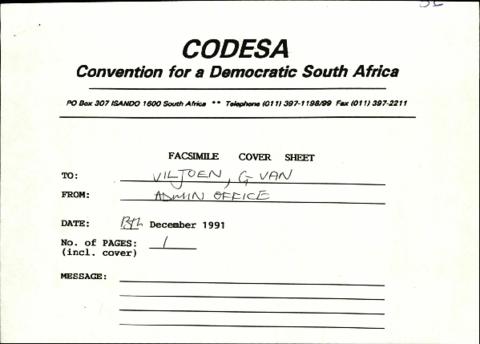 CODESA
Convention for a Democratic South Africa
PO Box 307 ISANDO 1600 South Africa ** Telephone (011) 397-1198/99 Fax (011) 397-2211
FACSIMILE COVER SHEET
TO: VILJOEN, G VAN
FROM: ADMIN OFFICE
DATE: December 1991
No. of PAGES: 1
(incl. cover)
MESSAGE: